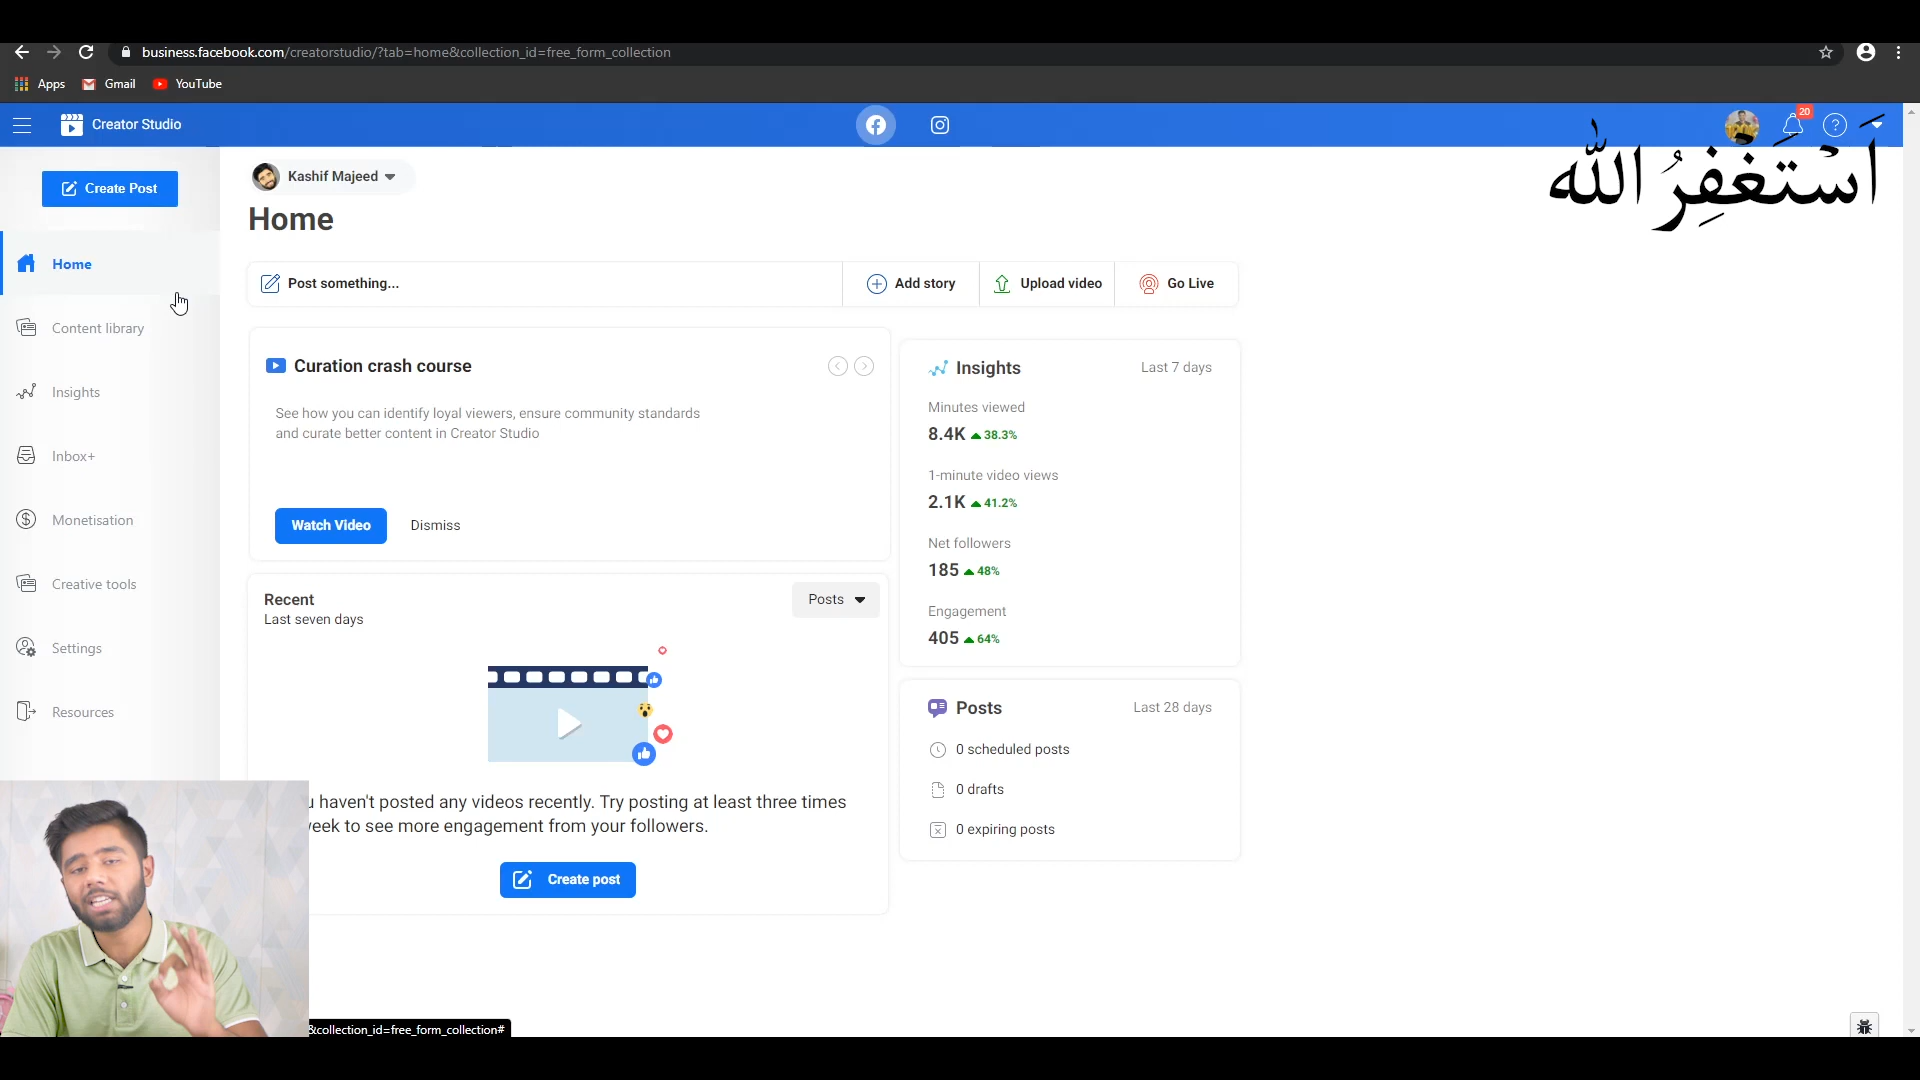 business.facebook.com/creatorstudio/?tab=home&collection_id=free_form_collection
Apps Gmail YouTube
Creator Studio
20
اَسْتَغفِرُ اللّٰه
Create Post
Kashif Majeed
Home
Home
Content library
Insights
Inbox+
Monetisation
Creative tools
Settings
Resources
Post something...
Add story
Upload video
Go Live
Curation crash course
See how you can identify loyal viewers, ensure community standards
and curate better content in Creator Studio
Watch Video
Dismiss
Insights
Last 7 days
Minutes viewed
8.4K 38.3%
1-minute video views
2.1K 41.2%
Net followers
185 48%
Engagement
405 64%
Recent
Last seven days
Posts
haven't posted any videos recently. Try posting at least three times
to see more engagement from your followers.
Create post
Posts
Last 28 days
0 scheduled posts
0 drafts
0 expiring posts
&collection_id=free_form_collection#